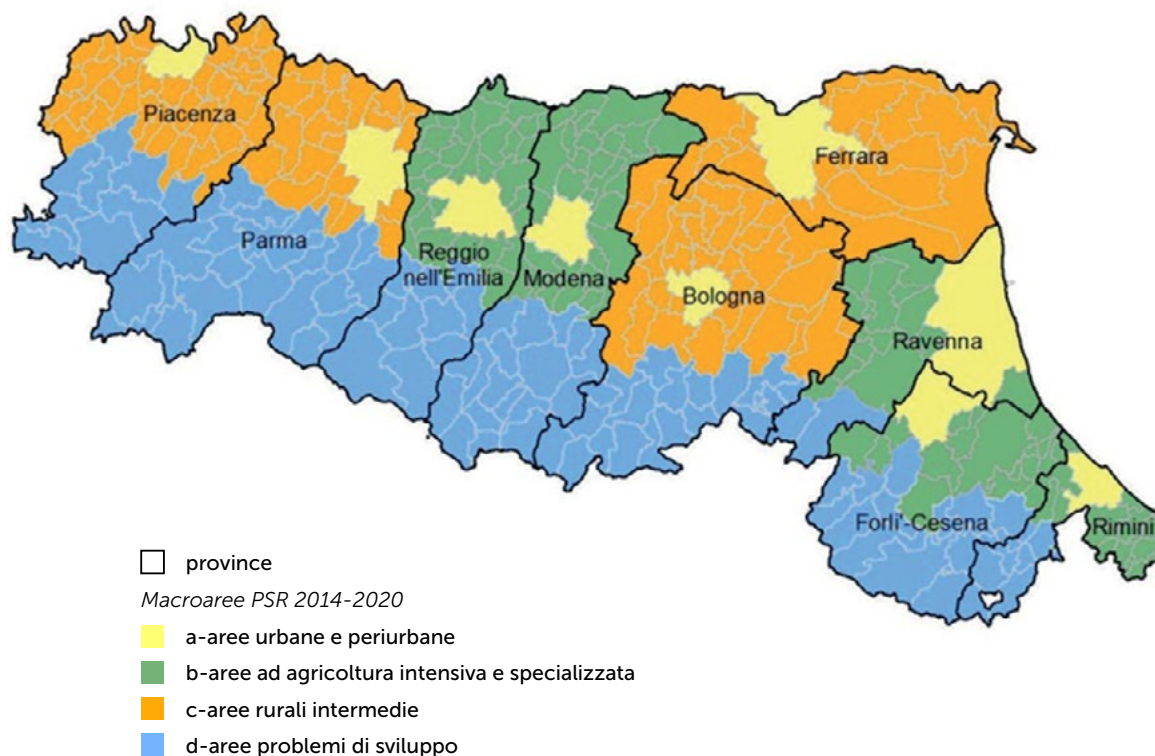 Piacenza
Ferrara
Parma
Reggio
nell'Emilia
Modena
Bologna
Ravenna
Forli'-Cesena
Rimini
province
Macroaree PSR 2014-2020
a-aree urbane e periurbane
b-aree ad agricoltura intensiva e specializzata
c-aree rurali intermedie
d-aree problemi di sviluppo